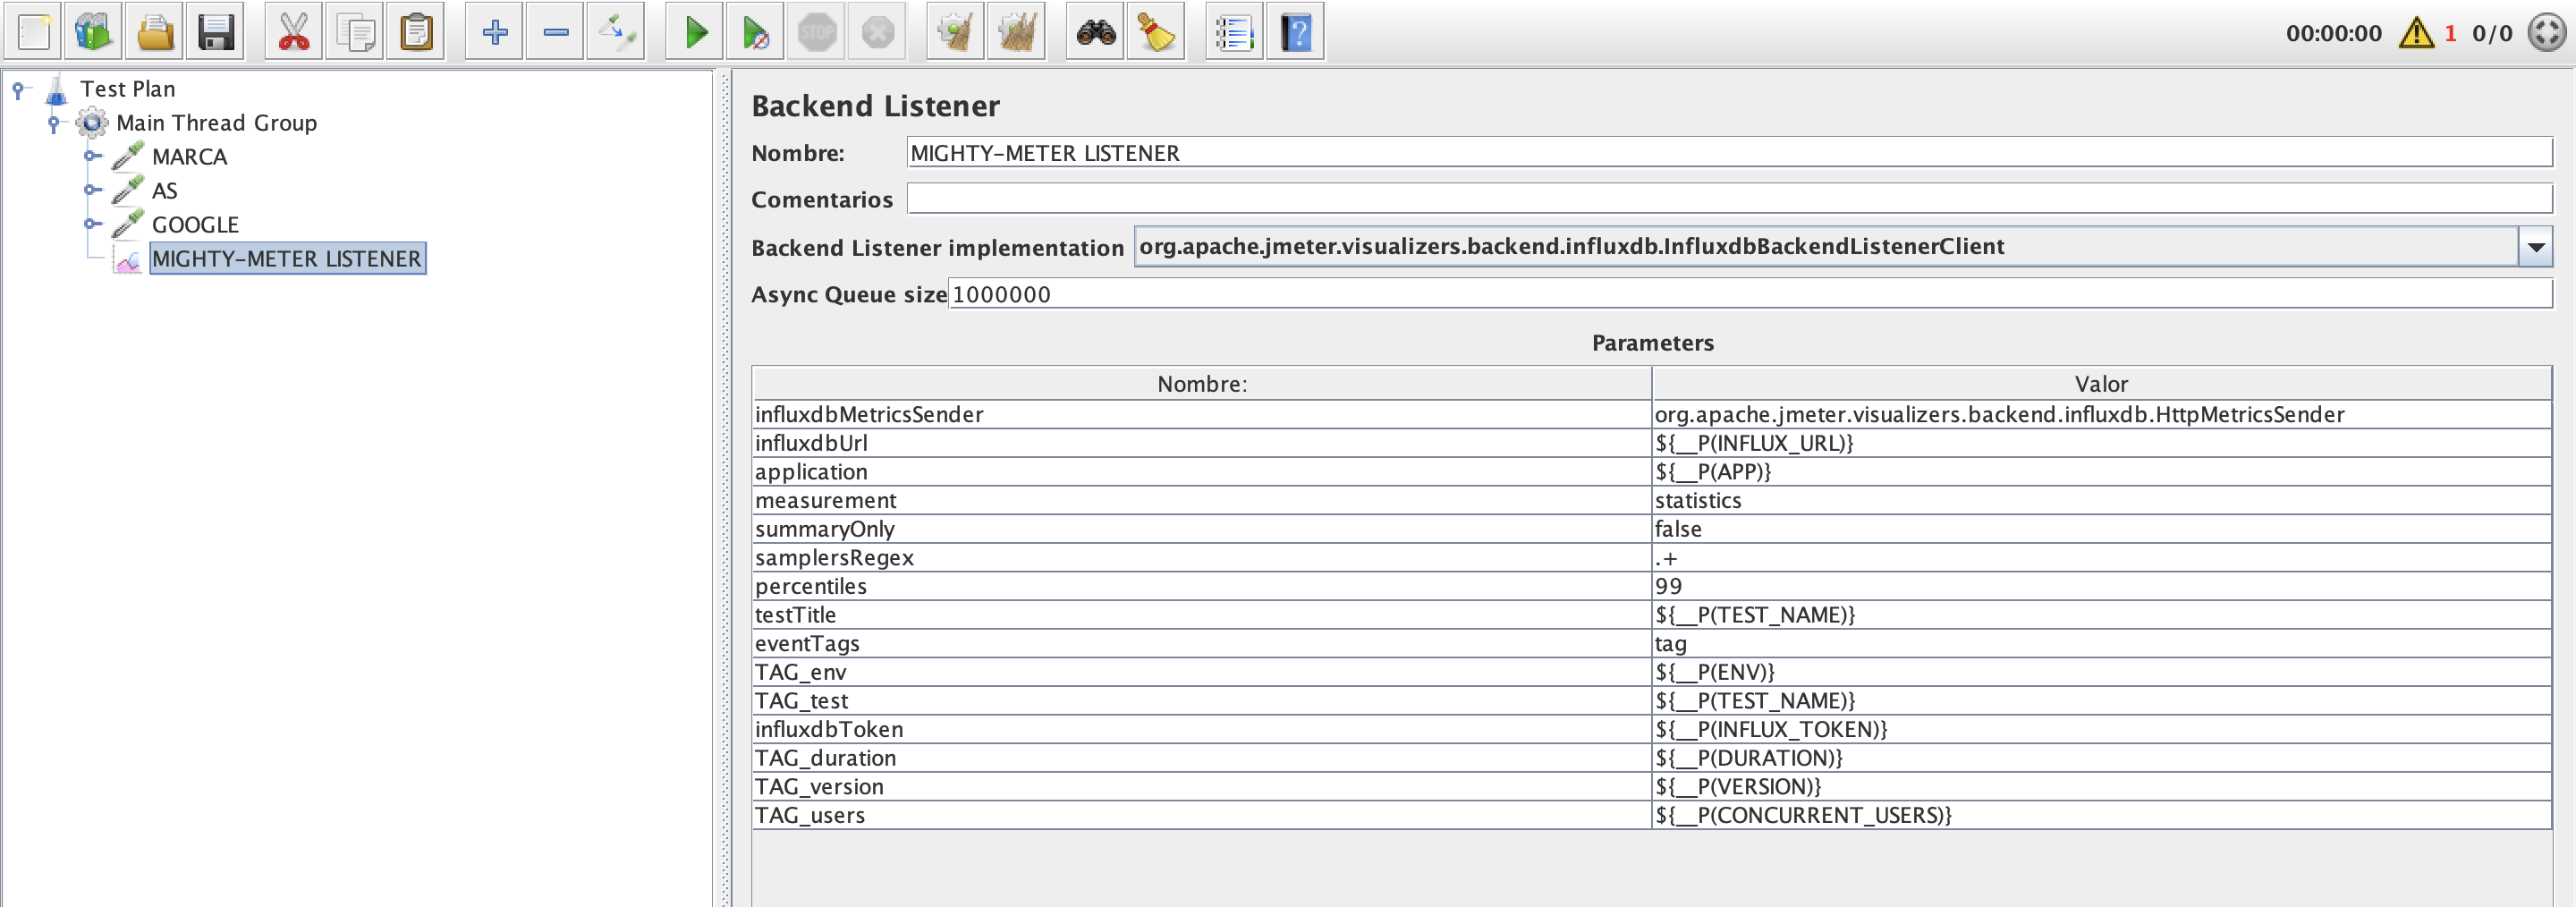 STOP
00:00:00 1 0/0
Test Plan
Main Thread Group
MARCA
AS
GOOGLE
MIGHTY-METER LISTENER
Backend Listener
Nombre: MIGHTY-METER LISTENER
Comentarios
Backend Listener implementation org.apache.jmeter.visualizers.backend.influxdb.InfluxdbBackendListenerClient
Async Queue size 1000000
Parameters
Nombre: Valor
influxdbMetricsSender org.apache.jmeter.visualizers.backend.influxdb.HttpMetricsSender
influxdbUrl ${__P(INFLUX_URL)}
application ${__P(APP)}
measurement statistics
summaryOnly false
samplersRegex .+
percentiles 99
testTitle ${__P(TEST_NAME)}
eventTags tag
TAG_env ${__P(ENV)}
TAG_test ${__P(TEST_NAME)}
influxdbToken ${__P(INFLUX_TOKEN)}
TAG_duration ${__P(DURATION)}
TAG_version ${__P(VERSION)}
TAG_users ${__P(CONCURRENT_USERS)}